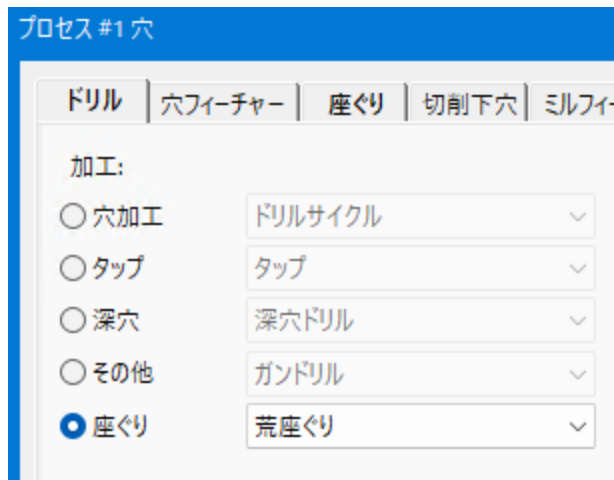 プロセス #1 穴
ドリル 穴フィーチャー 座ぐり 切削下穴 ミルフィー
加工:
穴加工 ドリルサイクル
タップ タップ
深穴 深穴ドリル
その他 ガンドリル
座ぐり 荒座ぐり